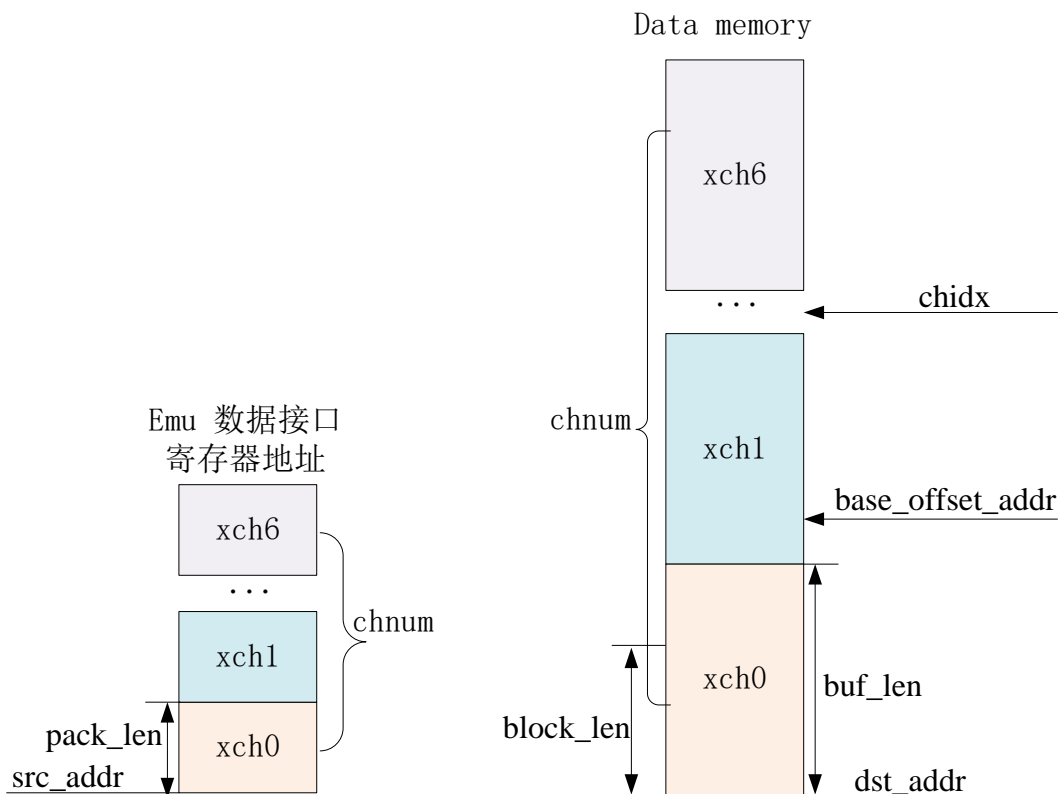 Data memory
xch6
...
chidx
chnum
xch1
base_offset_addr
xch0
buf_len
block_len
dst_addr
Emu 数据接口
寄存器地址
xch6
...
chnum
xch1
pack_len
xch0
src_addr